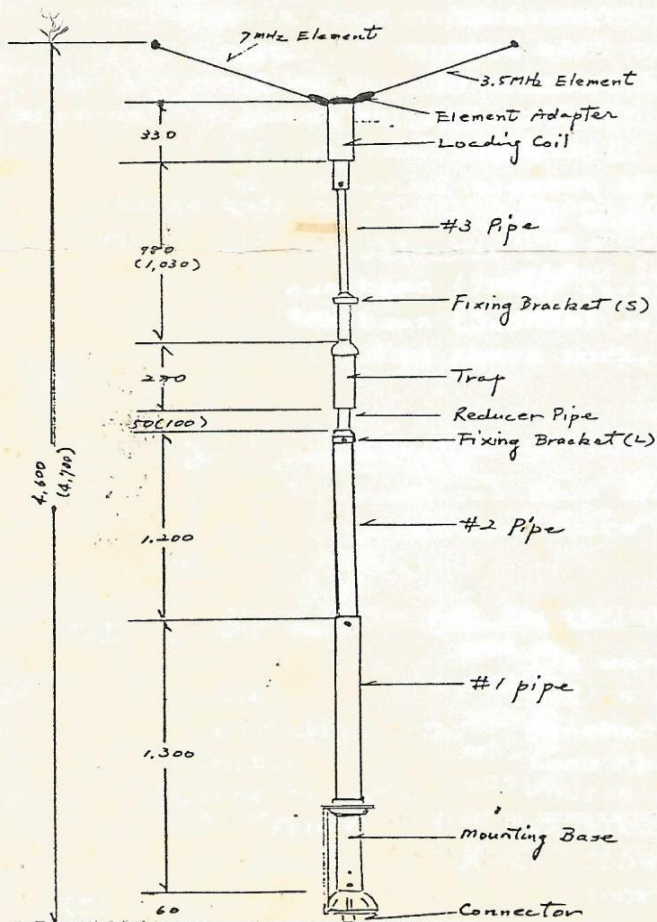 7MHz Element
3.5MHz Element
Element Adapter
Loading Coil
330
#3 Pipe
980
(1,030)
Fixing Bracket (S)
Trap
270
Reducer Pipe
50(100)
Fixing Bracket (L)
4,600
(4,700)
#2 Pipe
1.200
#1 pipe
1.300
Mounting Base
60
Connector